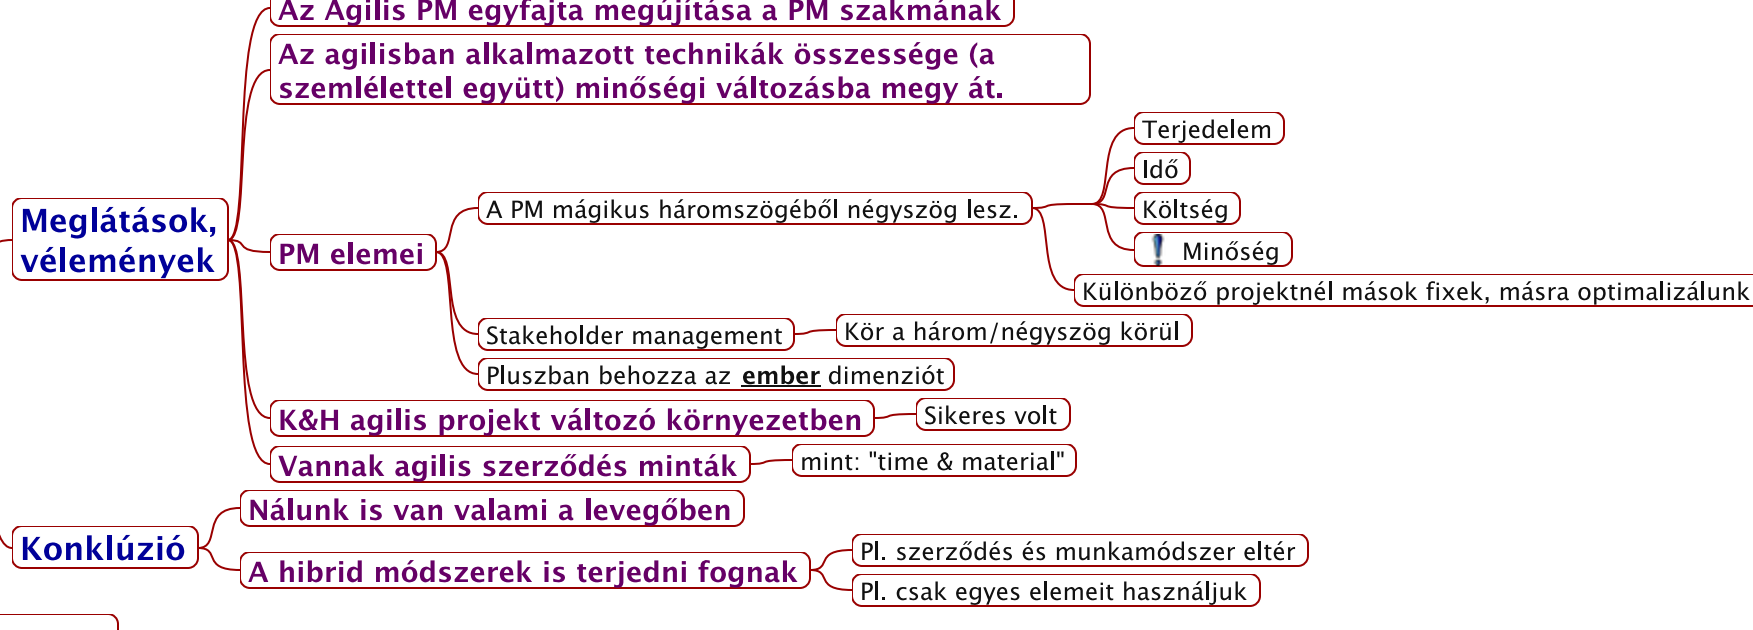 Az Agilis PM egyfajta megújítása a PM szakmának
Az agilisban alkalmazott technikák összessége (a
szemlélettel együtt) minőségi változásba megy át.
Meglátások,
vélemények
PM elemei
A PM mágikus háromszögéből négyszög lesz.
Terjedelem
Idő
Költség
Minőség
Különböző projektnél mások fixek, másra optimalizálunk
Stakeholder management
Kör a három/négyszög körül
Pluszban behozza az ember dimenziót
K&H agilis projekt változó környezetben
Sikeres volt
Vannak agilis szerződés minták
mint: "time & material"
Konklúzió
Nálunk is van valami a levegőben
A hibrid módszerek is terjedni fognak
Pl. szerződés és munkamódszer eltér
Pl. csak egyes elemeit használjuk